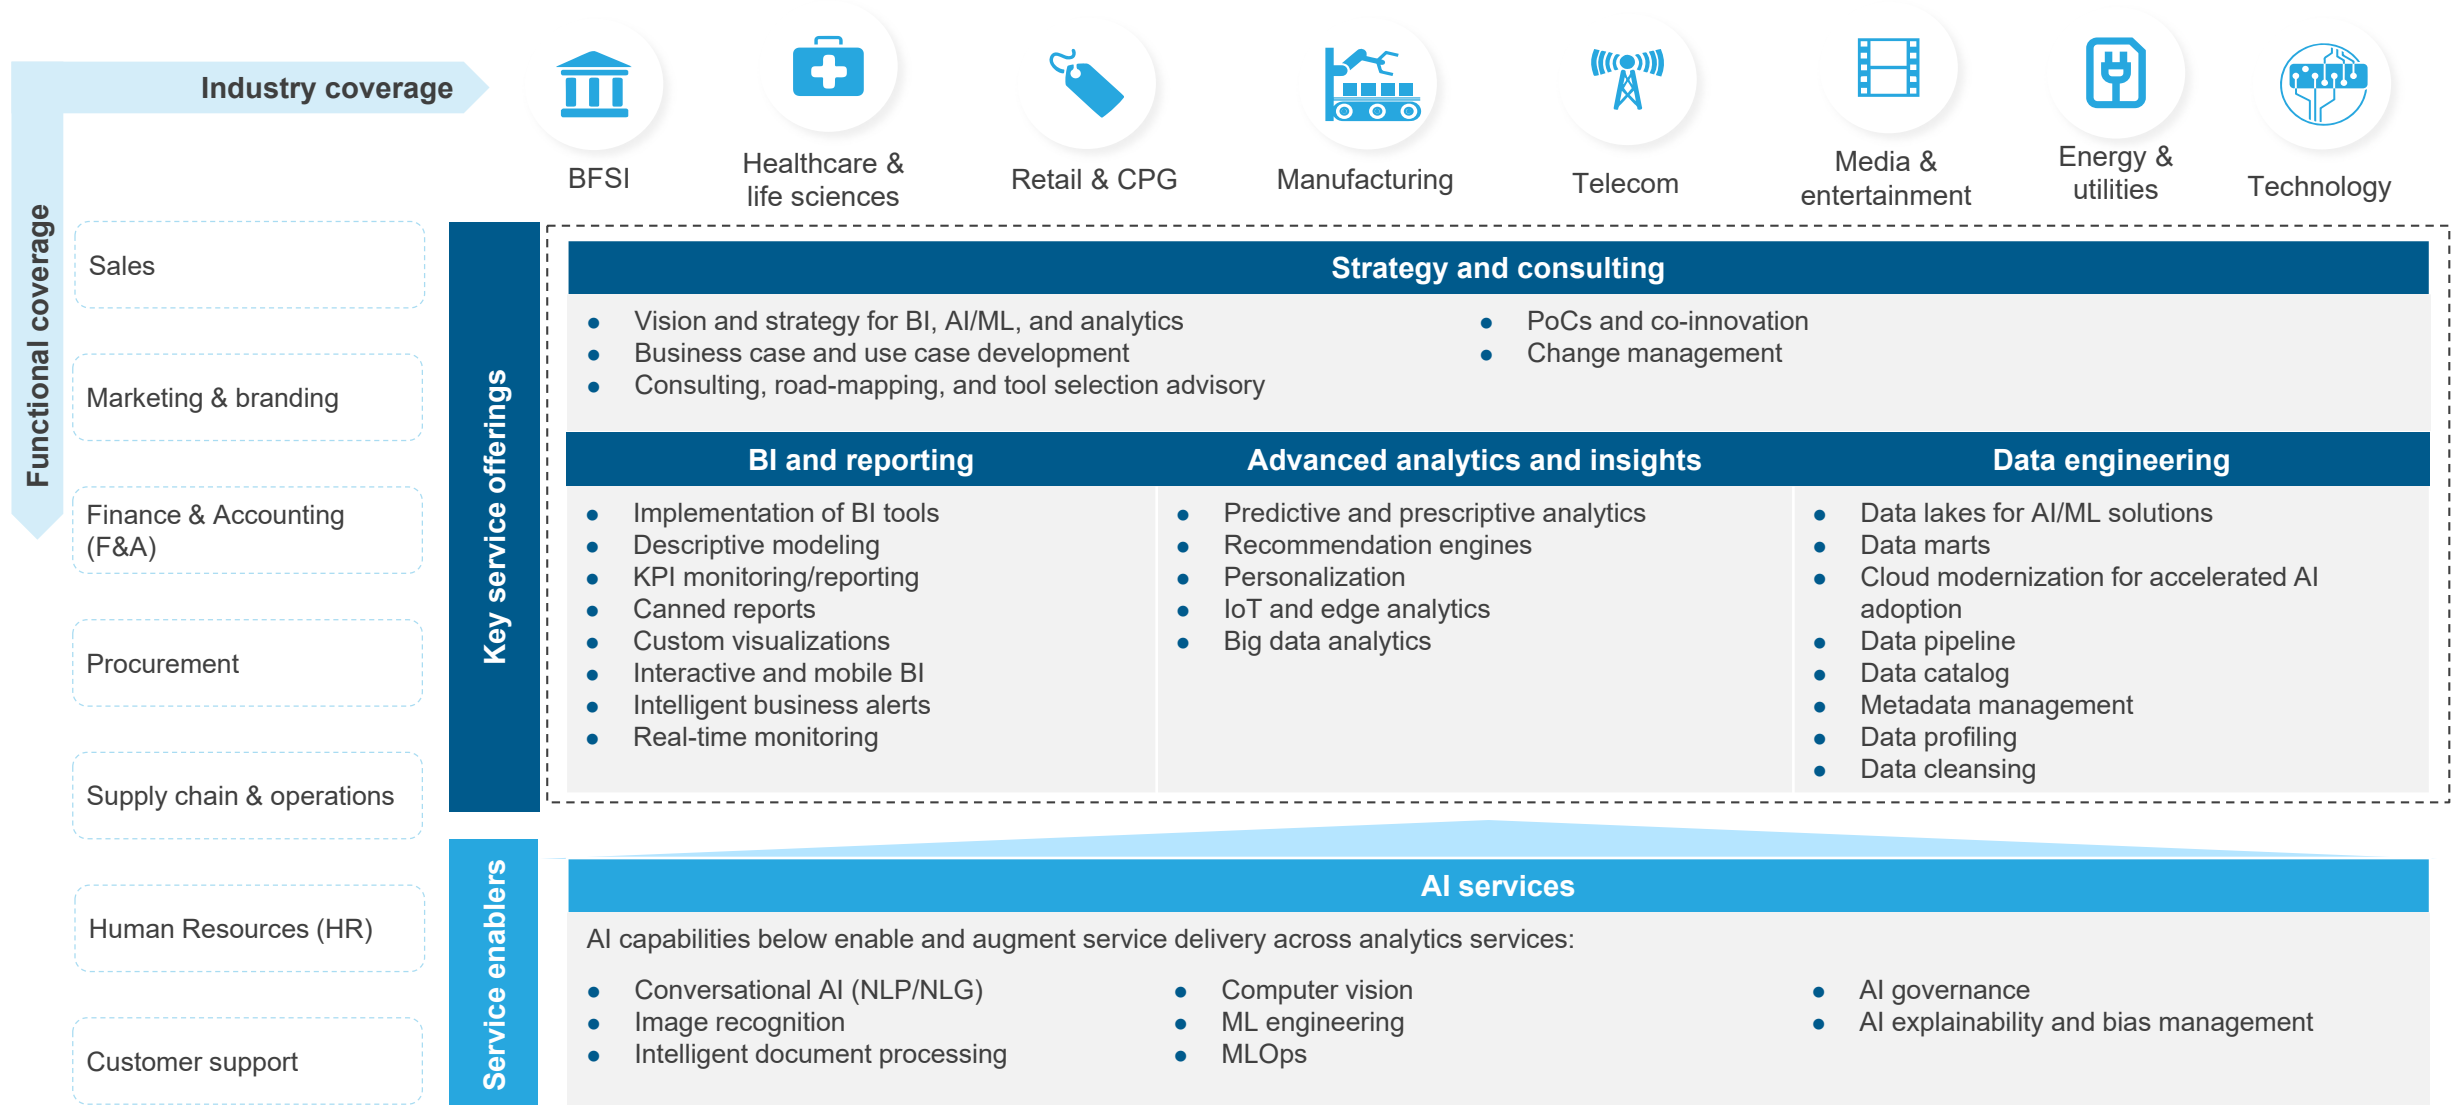 Industry coverage
BFSI
Healthcare &
life sciences
Retail & CPG
Manufacturing
Telecom
Media &
entertainment
Energy &
utilities
Technology
Functional coverage
Sales
Marketing & branding
Finance & Accounting
(F&A)
Procurement
Supply chain & operations
Human Resources (HR)
Customer support
Key service offerings
Strategy and consulting
Vision and strategy for BI, AI/ML, and analytics
Business case and use case development
Consulting, road-mapping, and tool selection advisory
PoCs and co-innovation
Change management
BI and reporting
Implementation of BI tools
Descriptive modeling
KPI monitoring/reporting
Canned reports
Custom visualizations
Interactive and mobile BI
Intelligent business alerts
Real-time monitoring
Advanced analytics and insights
Predictive and prescriptive analytics
Recommendation engines
Personalization
IoT and edge analytics
Big data analytics
Data engineering
Data lakes for AI/ML solutions
Data marts
Cloud modernization for accelerated AI
adoption
Data pipeline
Data catalog
Metadata management
Data profiling
Data cleansing
Service enablers
AI services
AI capabilities below enable and augment service delivery across analytics services:
Conversational AI (NLP/NLG)
Image recognition
Intelligent document processing
Computer vision
ML engineering
MLOps
AI governance
AI explainability and bias management